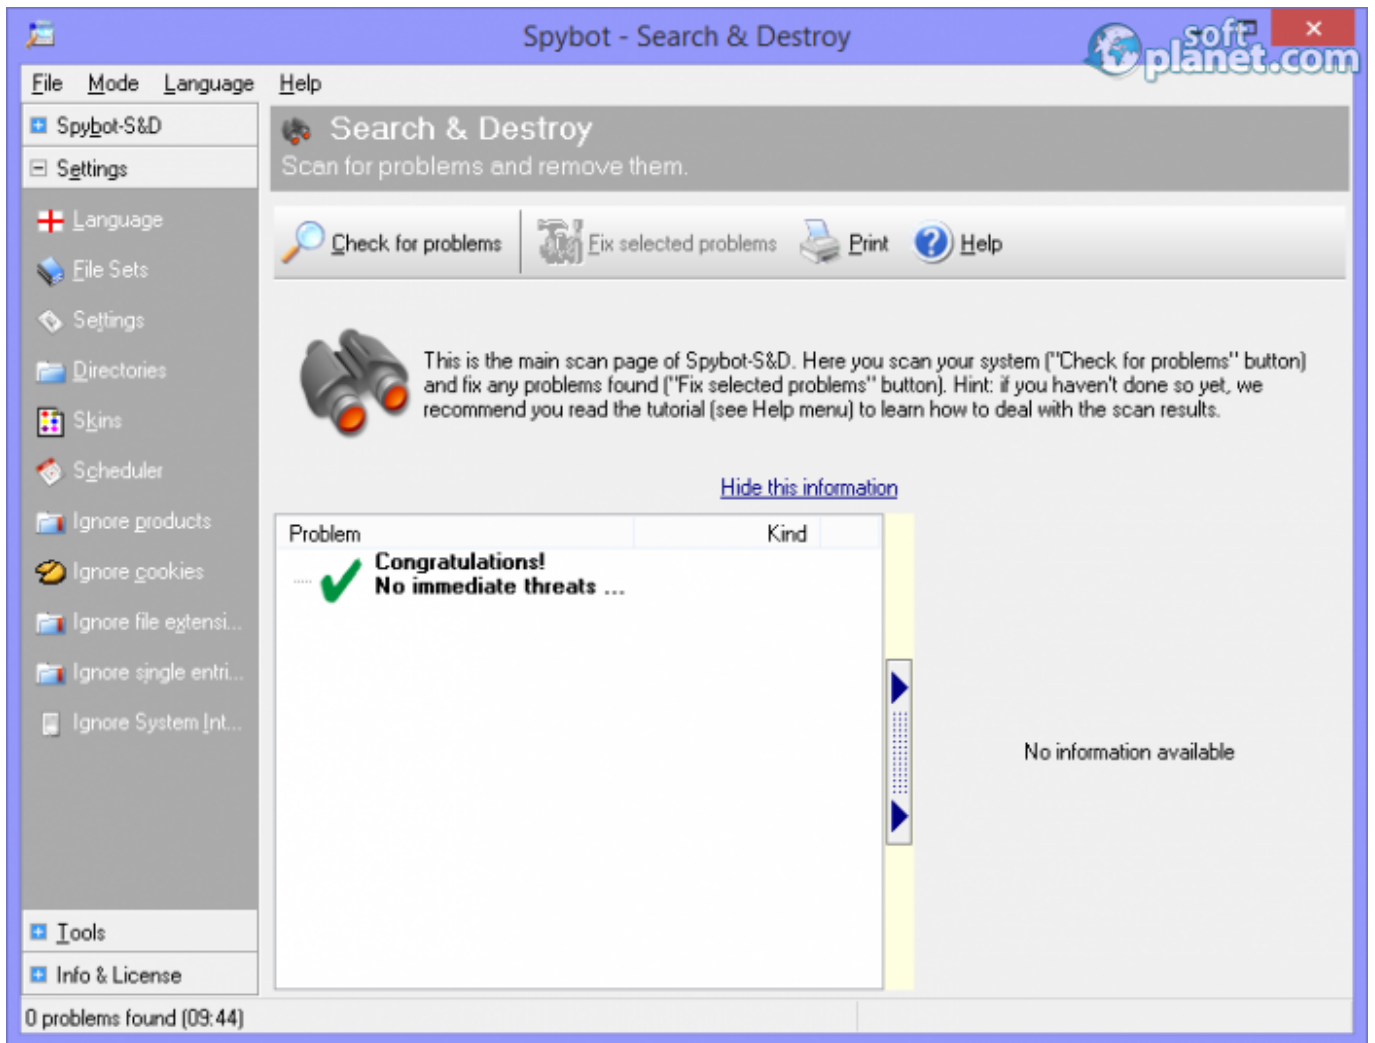 Spybot - Search & Destroy
soft
planet.com
File Mode Language Help
Spybot-S&D
Settings
Language
File Sets
Settings
Directories
Skins
Scheduler
Ignore products
Ignore cookies
Ignore file extensi...
Ignore single entri...
Ignore System Int...
Tools
Info & License
Search & Destroy
Scan for problems and remove them.
Check for problems Fix selected problems Print Help
This is the main scan page of Spybot-S&D. Here you scan your system ("Check for problems" button)
and fix any problems found ("Fix selected problems" button). Hint: if you haven't done so yet, we
recommend you read the tutorial (see Help menu) to learn how to deal with the scan results.
Hide this information
Problem Kind
Congratulations!
No immediate threats ...
No information available
0 problems found (09:44)